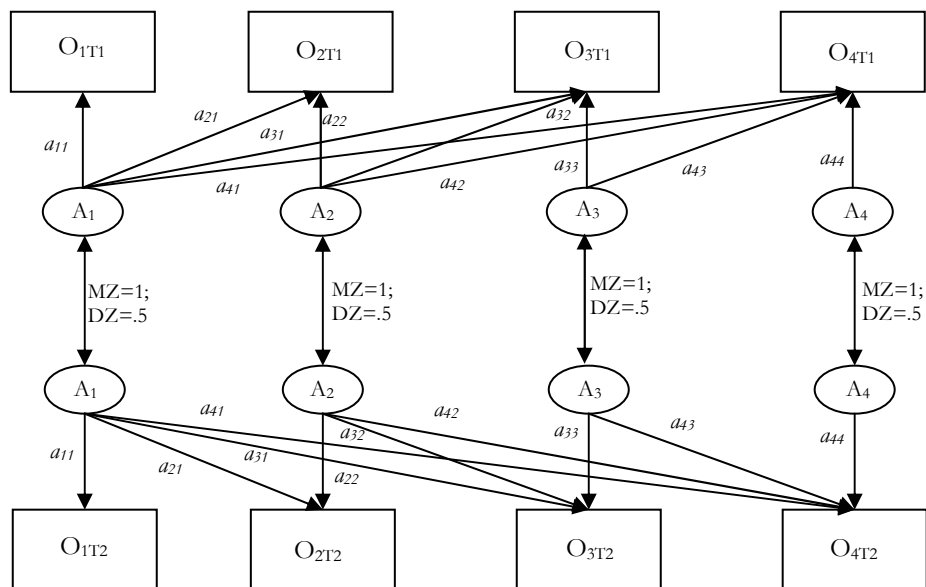 O1T1 O2T1 O3T1 O4T1
a21 a22 a32
a31
a11 a33 a43 a44
a41 a42
A1 A2 A3 A4
MZ=1; MZ=1; MZ=1; MZ=1;
DZ=.5 DZ=.5 DZ=.5 DZ=.5
A1 A2 A3 A4
a41 a42
a32 a33 a43 a44
a11 a21 a31
a22
O1T2 O2T2 O3T2 O4T2